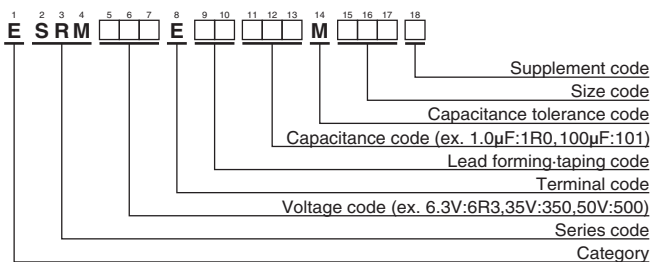 1 2 3 4 5 6 7 8 9 10 11 12 13 14 15 16 17 18
E SRM E M
Supplement code
Size code
Capacitance tolerance code
Capacitance code (ex. 1.0µF:1R0,100µF:101)
Lead forming·taping code
Terminal code
Voltage code (ex. 6.3V:6R3,35V:350,50V:500)
Series code
Category